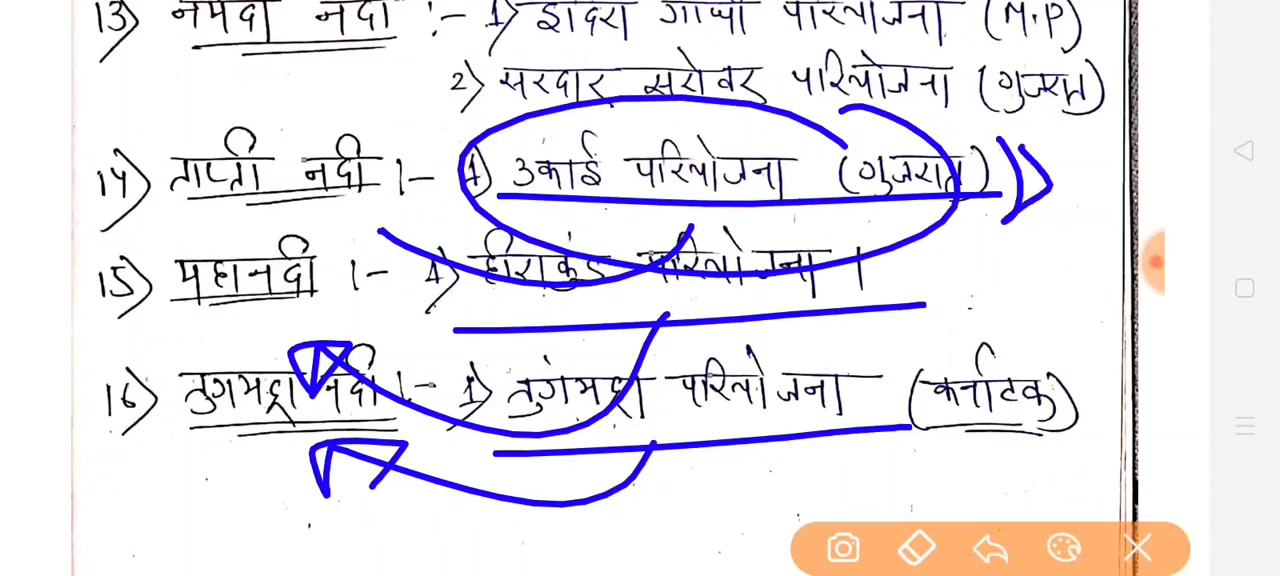 13) नर्मदा नदी :- 1) इंदिरा गांधी परियोजना (M.P)
2) सरदार सरोवर परियोजना (गुजरात)
14) ताप्ती नदी :- 1) उकाई परियोजना (गुजरात)
15) महानदी :- 1) हीराकुंड परियोजना ।
16) तुगभद्रा नदी :- 1) तुगंभद्रा परियोजना (कर्नाटक)